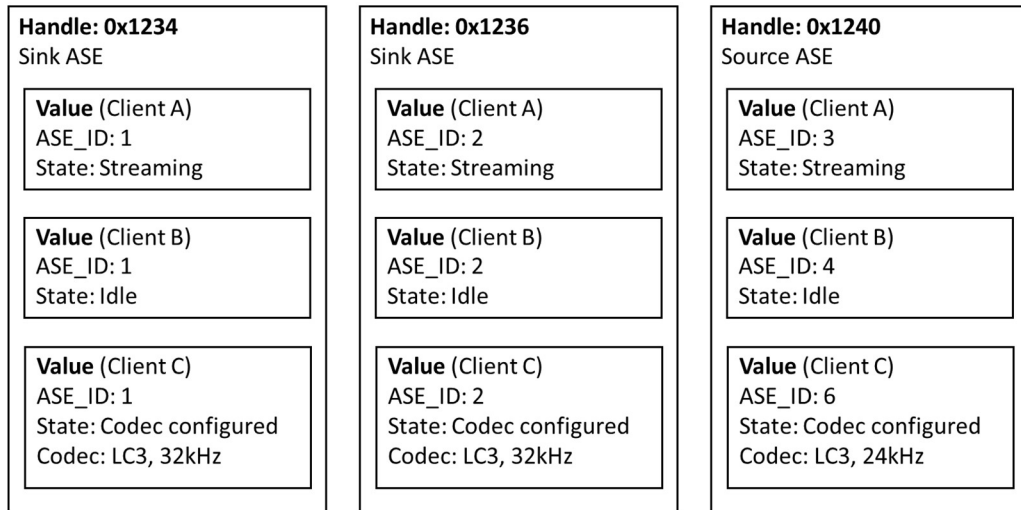 Handle: 0x1234
Sink ASE
Value (Client A)
ASE_ID: 1
State: Streaming
Value (Client B)
ASE_ID: 1
State: Idle
Value (Client C)
ASE_ID: 1
State: Codec configured
Codec: LC3, 32kHz
Handle: 0x1236
Sink ASE
Value (Client A)
ASE_ID: 2
State: Streaming
Value (Client B)
ASE_ID: 2
State: Idle
Value (Client C)
ASE_ID: 2
State: Codec configured
Codec: LC3, 32kHz
Handle: 0x1240
Source ASE
Value (Client A)
ASE_ID: 3
State: Streaming
Value (Client B)
ASE_ID: 4
State: Idle
Value (Client C)
ASE_ID: 6
State: Codec configured
Codec: LC3, 24kHz